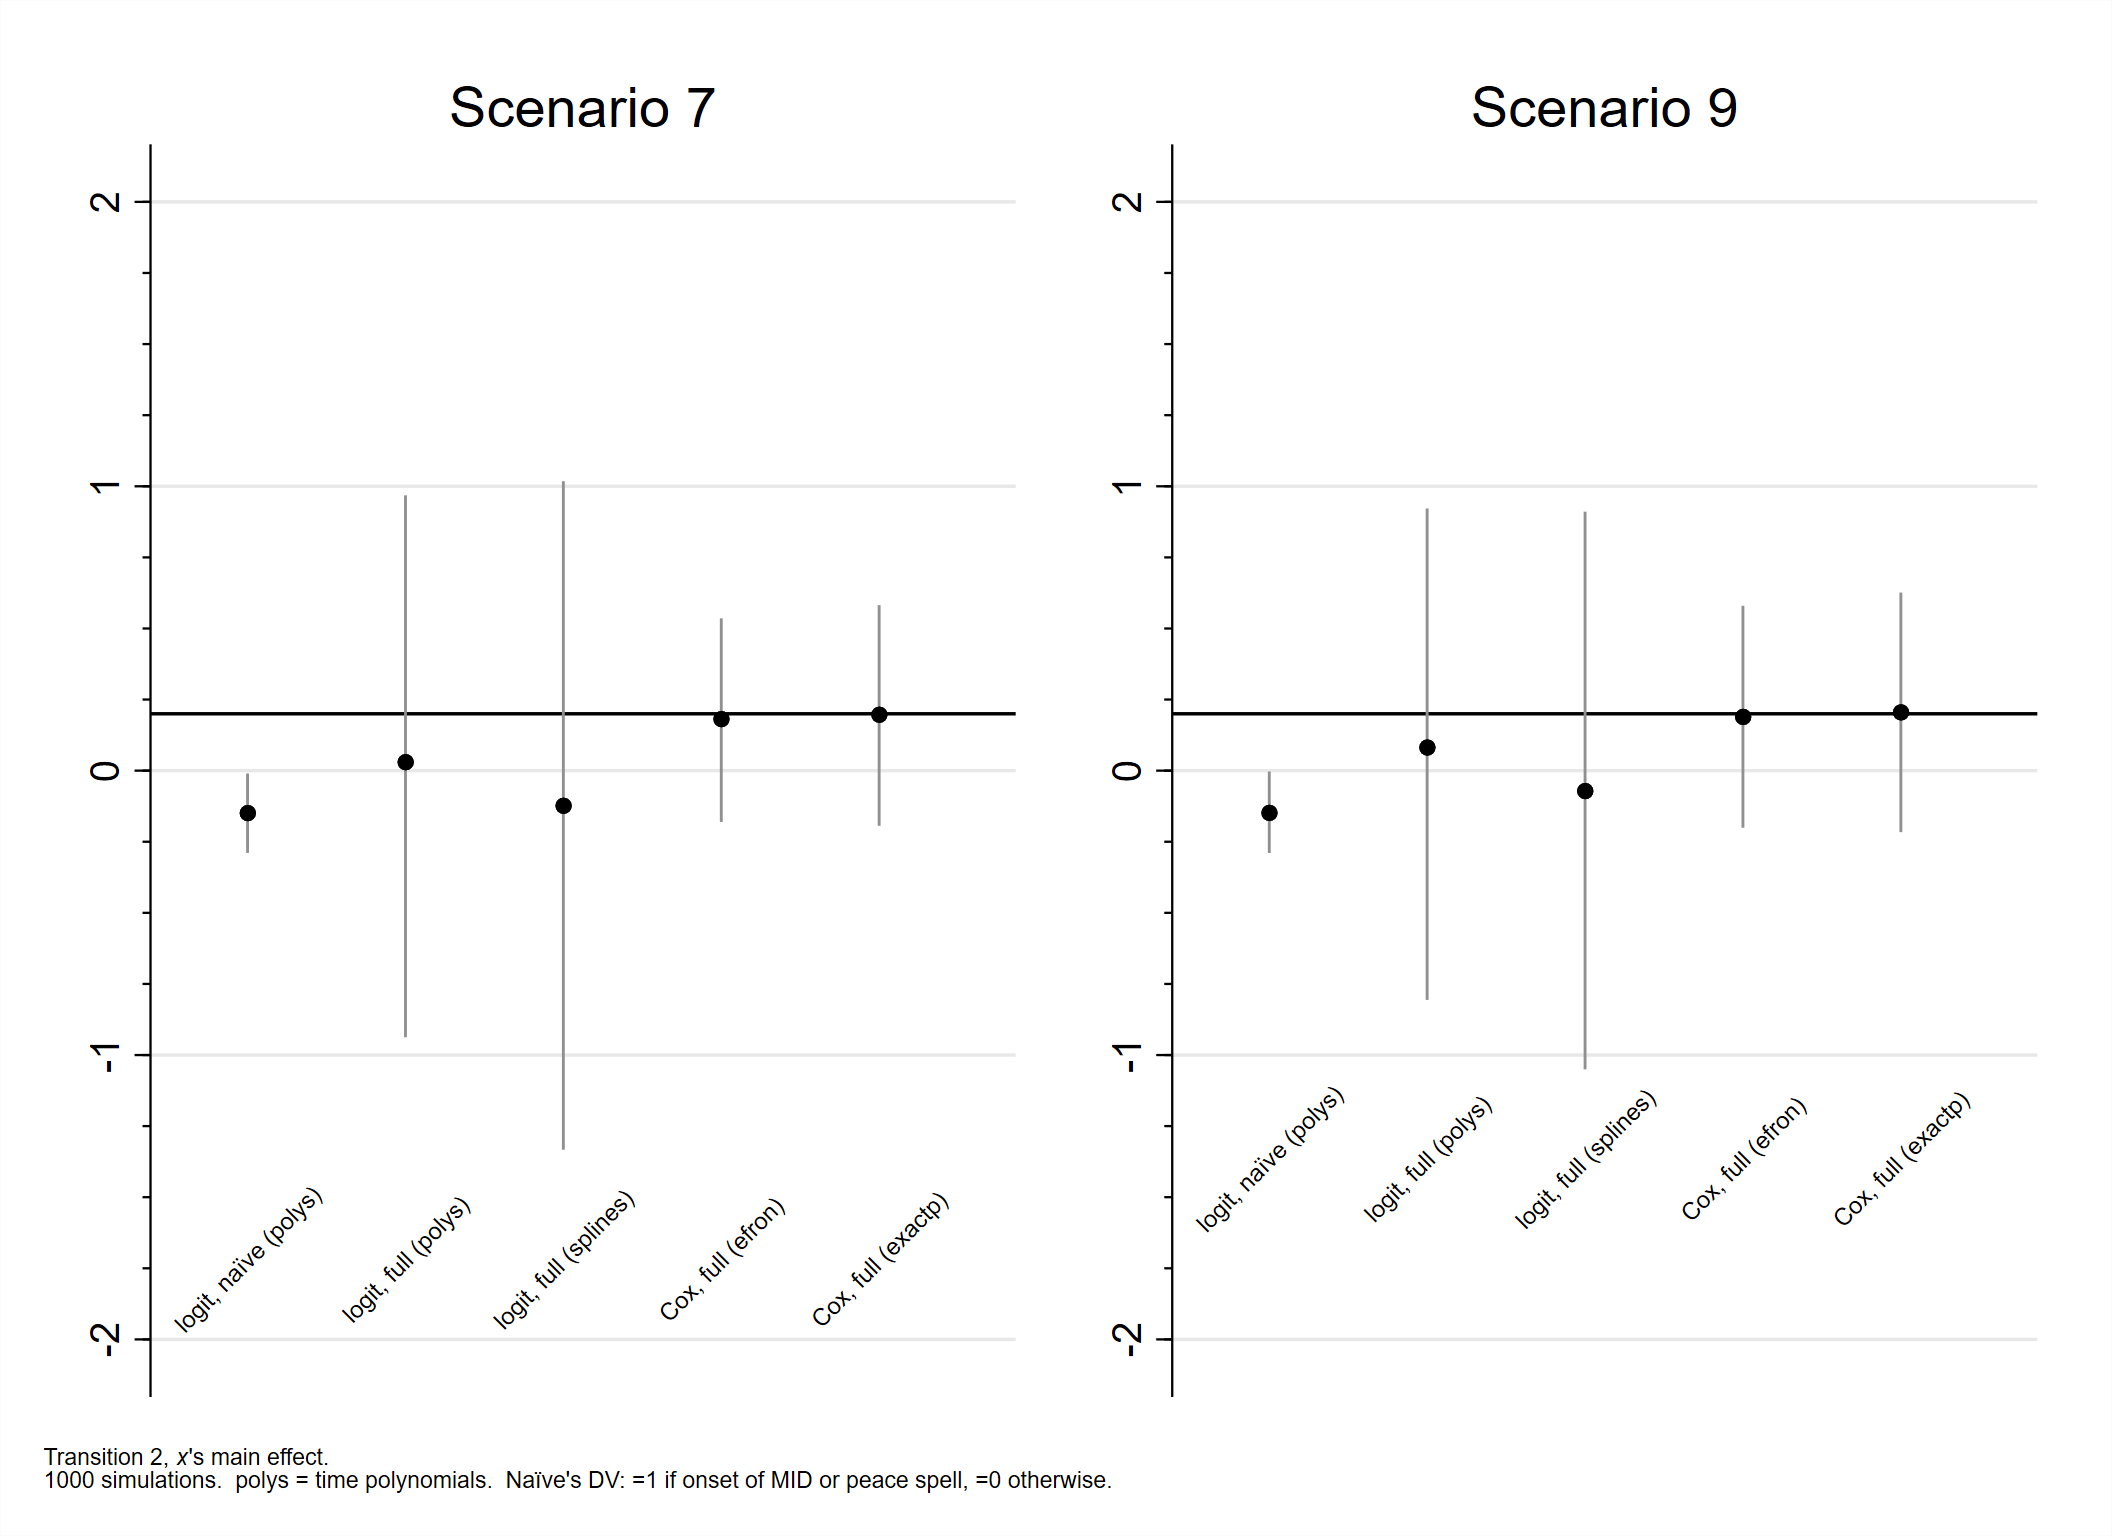 Scenario 7
2
1
0
-1
-2
logit, naïve (polys)
logit, full (polys)
logit, full (splines)
Cox, full (efron)
Cox, full (exactp)
Scenario 9
2
1
0
-1
-2
logit, naïve (polys)
logit, full (polys)
logit, full (splines)
Cox, full (efron)
Cox, full (exactp)
Transition 2, x's main effect.
1000 simulations.  polys = time polynomials.  Naïve's DV: =1 if onset of MID or peace spell, =0 otherwise.